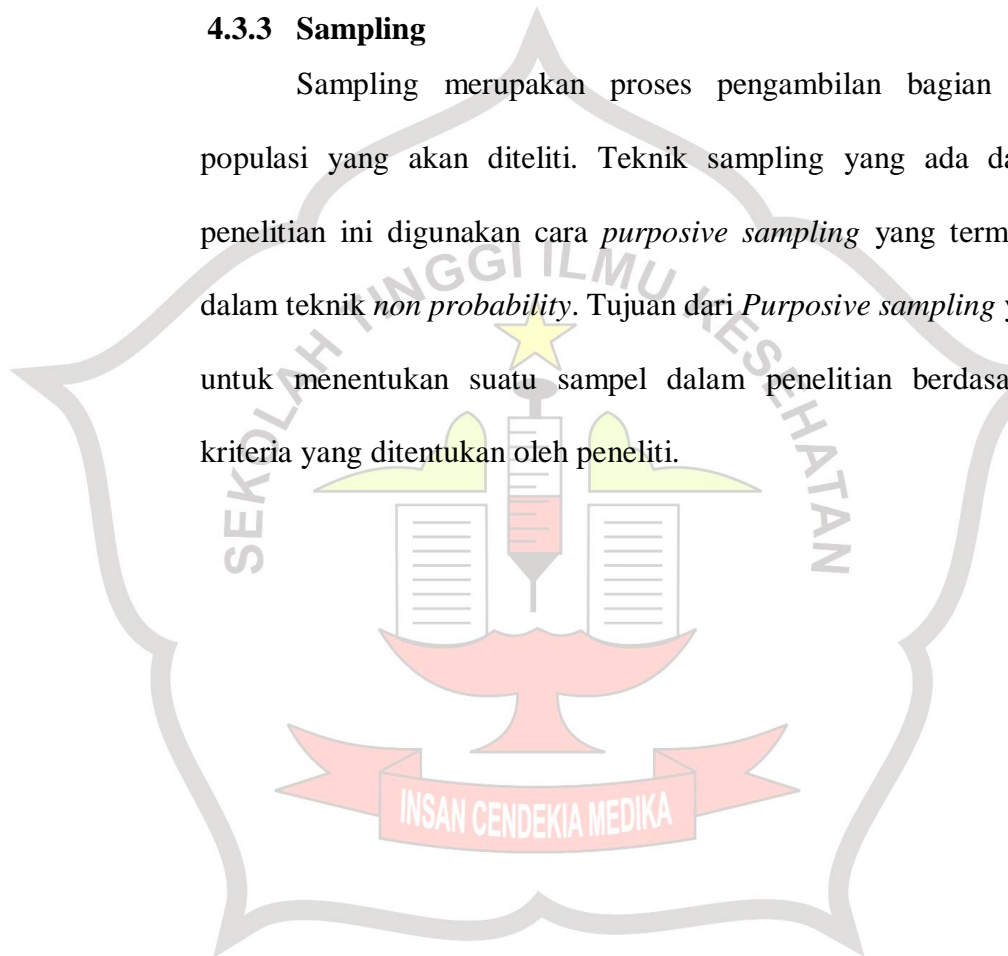 4.3.3 Sampling
Sampling merupakan proses pengambilan bagian
populasi yang akan diteliti. Teknik sampling yang ada da
penelitian ini digunakan cara purposive sampling yang term
dalam teknik non probability. Tujuan dari Purposive sampling y
untuk menentukan suatu sampel dalam penelitian berdasa
kriteria yang ditentukan oleh peneliti.
SEKOLAH TINGGI ILMU KESEHATAN
INSAN CENDEKIA MEDIKA